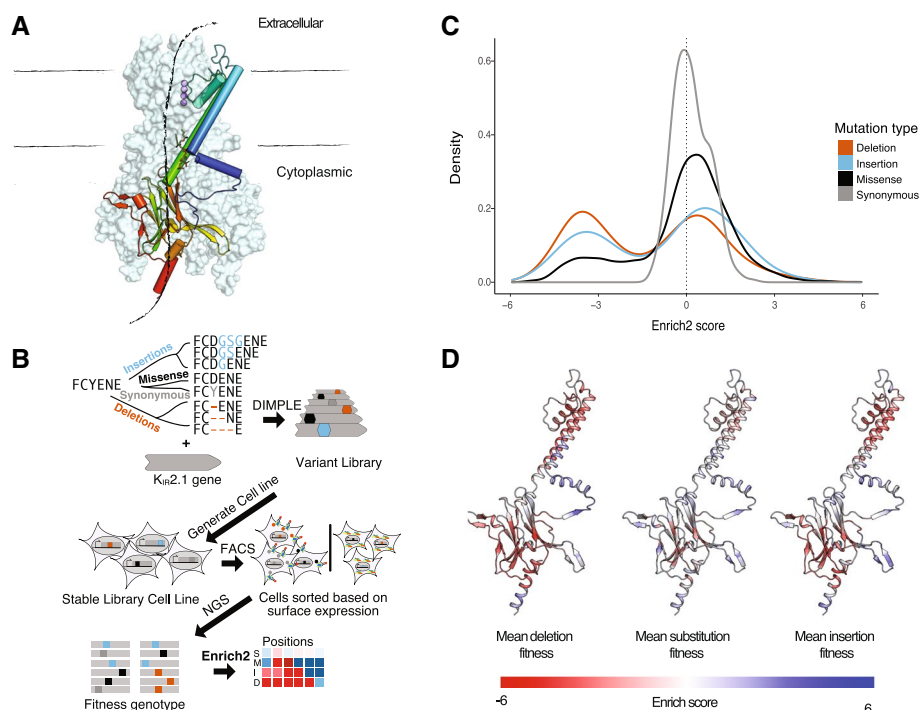 A
Extracellular
Cytoplasmic
B
Insertions
Missense
Synonymous
Deletions
FCYENE
FCDGSGGENE
FCDGSENE
FCDGENE
FCDENE
FCYENE
FC-ENE
FC--NE
FC---E
+
KIR2.1 gene
DIMPLE
Variant Library
Generate Cell line
FACS
Stable Library Cell Line
Cells sorted based on
surface expression
NGS
Enrich2
Positions
S
M
I
D
Fitness genotype
C
Density
0.6
0.4
0.2
0.0
-6
-3
0
3
6
Enrich2 score
Mutation type
Deletion
Insertion
Missense
Synonymous
D
Mean deletion
fitness
Mean substitution
fitness
Mean insertion
fitness
-6
Enrich score
6